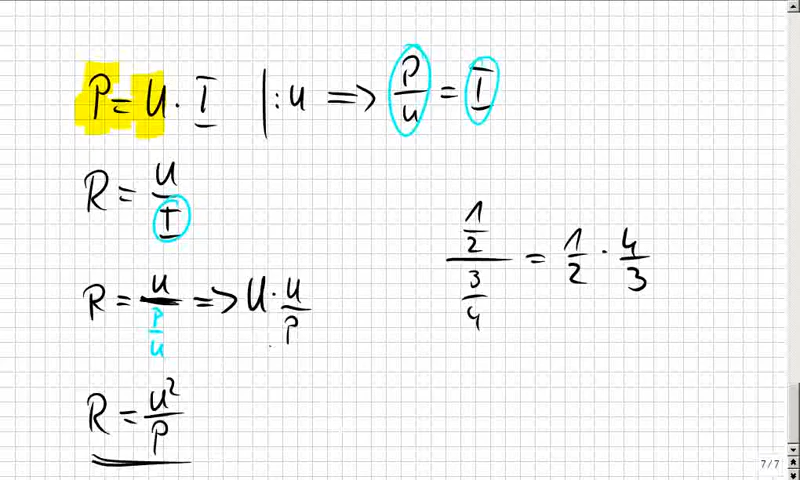 P = U · I | : U => P/U = I
R = U/I
1/2 / 3/4 = 1/2 · 4/3
R = U / P/U => U · U/P
R = U²/P
7/7